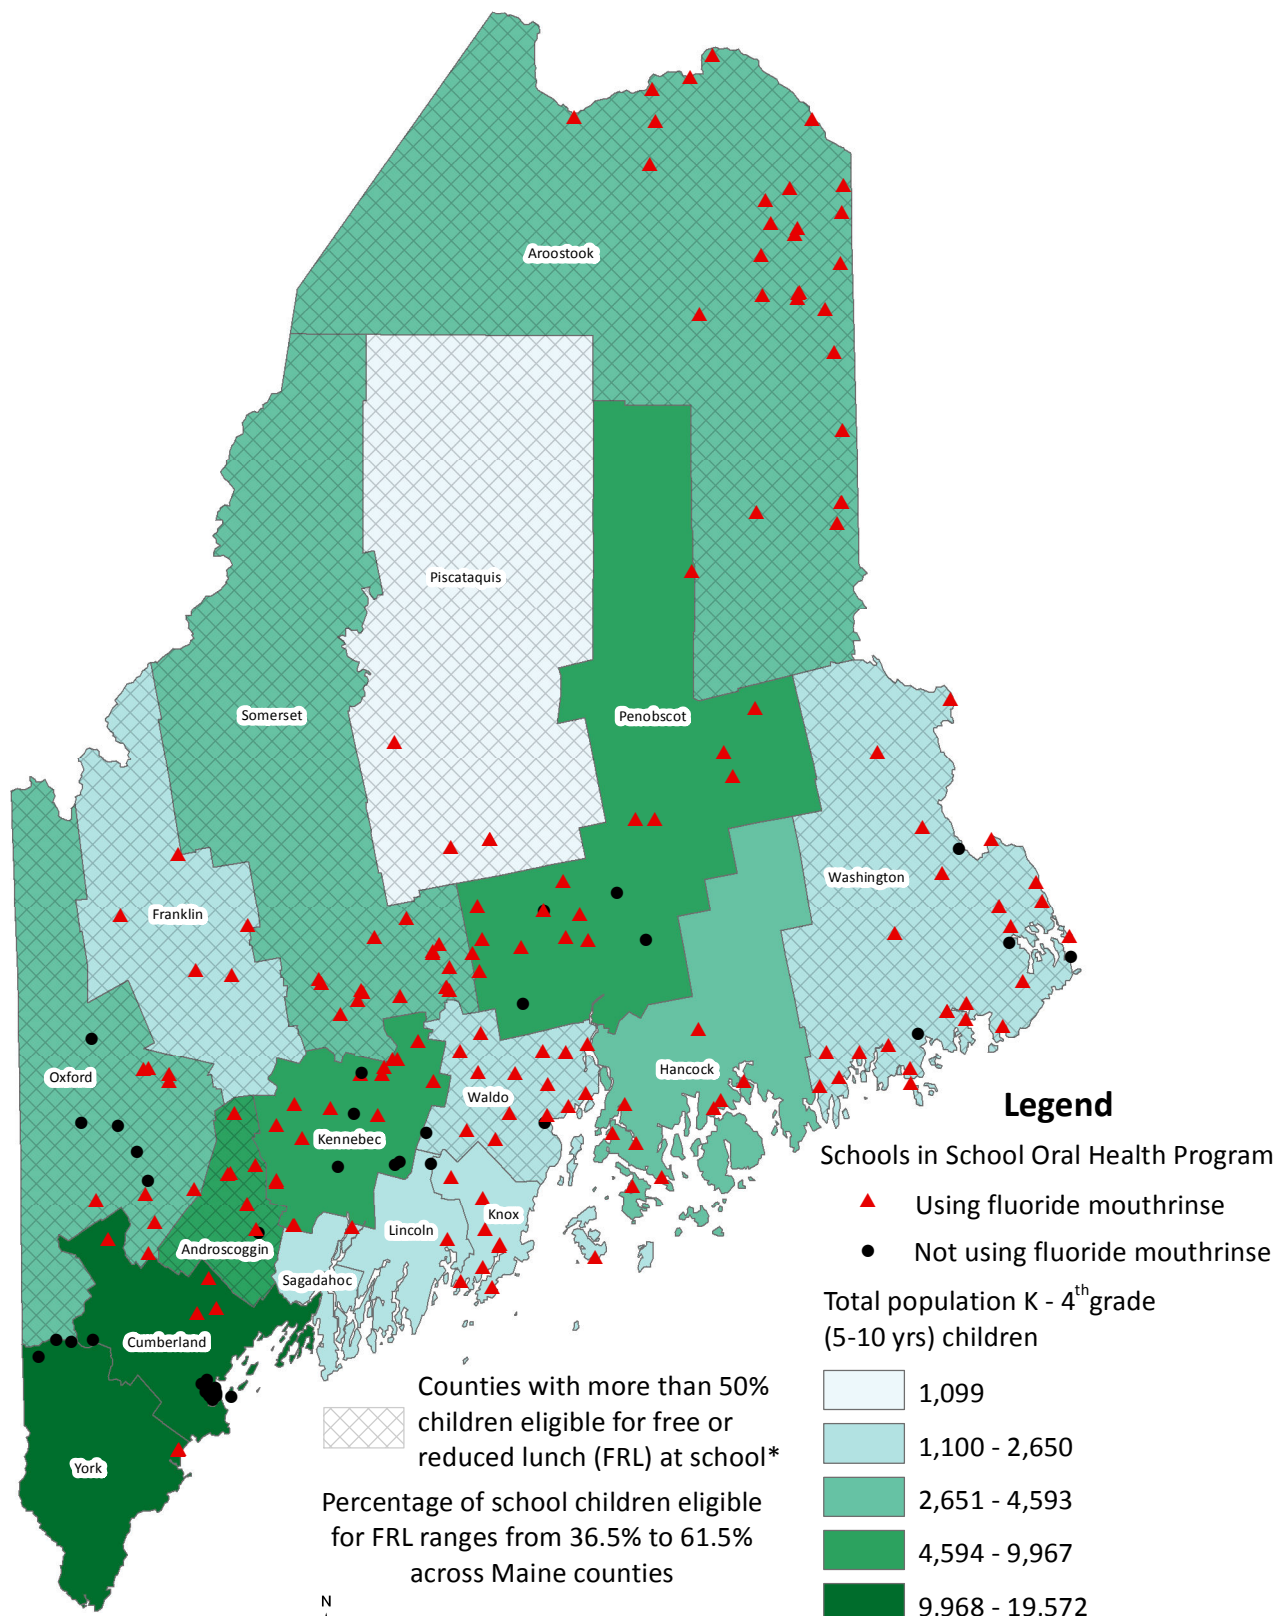 Aroostook
Piscataquis
Somerset
Penobscot
Washington
Franklin
Hancock
Oxford
Waldo
Kennebec
Knox
Lincoln
Androscoggin
Sagadahoc
Cumberland
York
Legend
Schools in School Oral Health Program
Using fluoride mouthrinse
Not using fluoride mouthrinse
Total population K - 4th grade
(5-10 yrs) children
1,099
1,100 - 2,650
2,651 - 4,593
4,594 - 9,967
9,968 - 19,572
Counties with more than 50%
children eligible for free or
reduced lunch (FRL) at school*
Percentage of school children eligible
for FRL ranges from 36.5% to 61.5%
across Maine counties
N